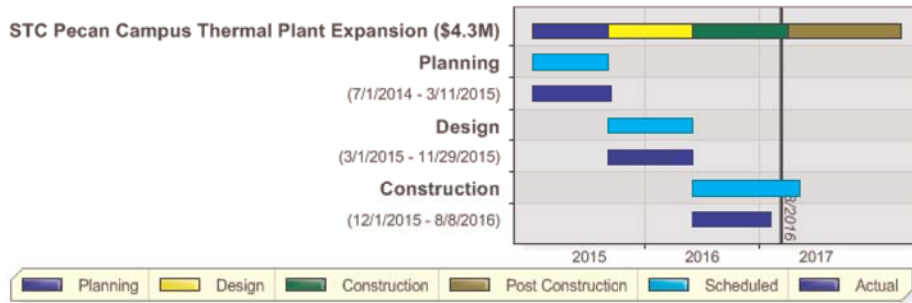 STC Pecan Campus Thermal Plant Expansion ($4.3M)
Planning
(7/1/2014 - 3/11/2015)
Design
(3/1/2015 - 11/29/2015)
Construction
(12/1/2015 - 8/8/2016)
/2016
2015 2016 2017
Planning Design Construction Post Construction Scheduled Actual